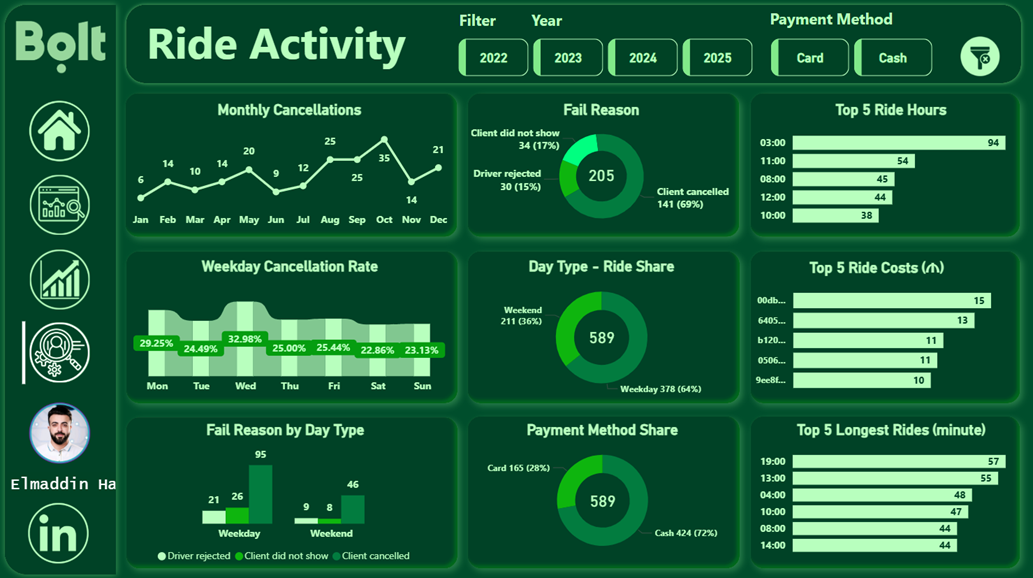 Bolt
Elmaddin Ha
Ride Activity
Filter
Year
2022
2023
2024
2025
Payment Method
Card
Cash
Monthly Cancellations
6
14
10
14
20
9
12
25
25
35
14
21
Jan Feb Mar Apr May Jun Jul Aug Sep Oct Nov Dec
Fail Reason
Client did not show
34 (17%)
Driver rejected
30 (15%)
205
Client cancelled
141 (69%)
Top 5 Ride Hours
03:00 94
11:00 54
08:00 45
12:00 44
10:00 38
Weekday Cancellation Rate
29.25% 24.49% 32.98% 25.00% 25.44% 22.86% 23.13%
Mon Tue Wed Thu Fri Sat Sun
Day Type - Ride Share
Weekend
211 (36%)
589
Weekday 378 (64%)
Top 5 Ride Costs (₼)
00db... 15
6405... 13
b120... 11
0506... 11
9ee8f... 10
Fail Reason by Day Type
21 26 95
9 8 46
Weekday Weekend
Driver rejected Client did not show Client cancelled
Payment Method Share
Card 165 (28%)
589
Cash 424 (72%)
Top 5 Longest Rides (minute)
19:00 57
13:00 55
04:00 48
10:00 47
08:00 44
14:00 44
in